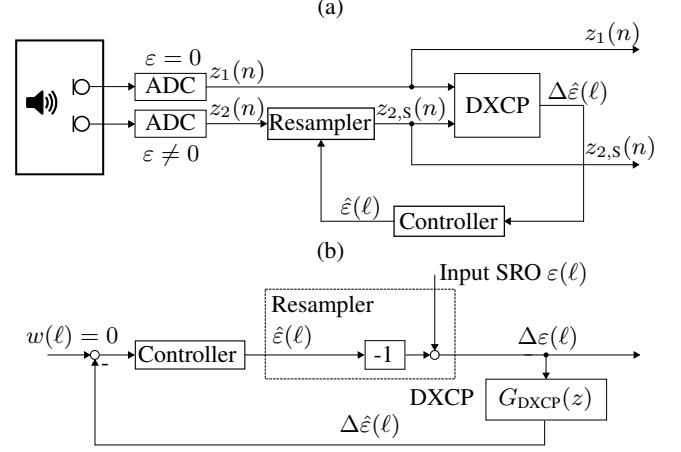 (a)
z₁(n)
ε = 0
ADC z₁(n)
DXCP Δε̂(ℓ)
ADC z₂(n) Resampler z₂,ₛ(n)
ε ≠ 0
z₂,ₛ(n)
ε̂(ℓ) Controller
(b)
Input SRO ε(ℓ)
Resampler
w(ℓ) = 0 Controller ε̂(ℓ) -1 Δε(ℓ)
-
DXCP G_DXCP(z)
Δε̂(ℓ)